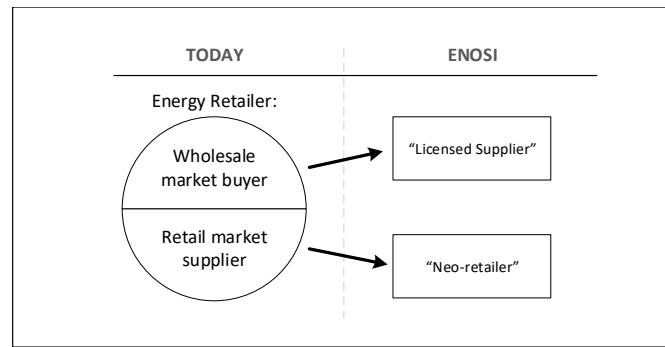 TODAY
ENOSI
Energy Retailer:
Wholesale
market buyer
“Licensed Supplier”
Retail market
supplier
“Neo-retailer”